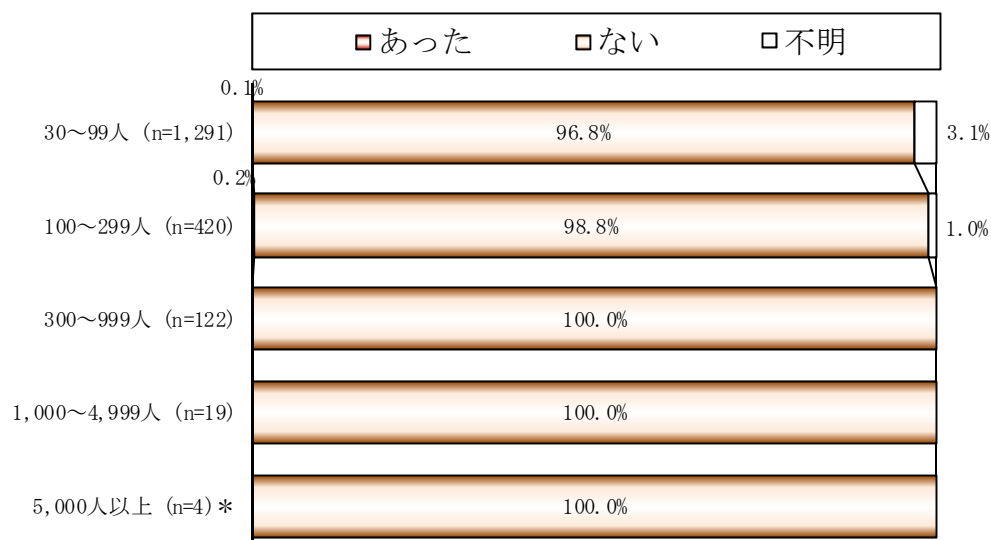 あった ない 不明
0.1%
30〜99人 (n=1,291) 96.8% 3.1%
0.2%
100〜299人 (n=420) 98.8% 1.0%
300〜999人 (n=122) 100.0%
1,000〜4,999人 (n=19) 100.0%
5,000人以上 (n=4)＊ 100.0%